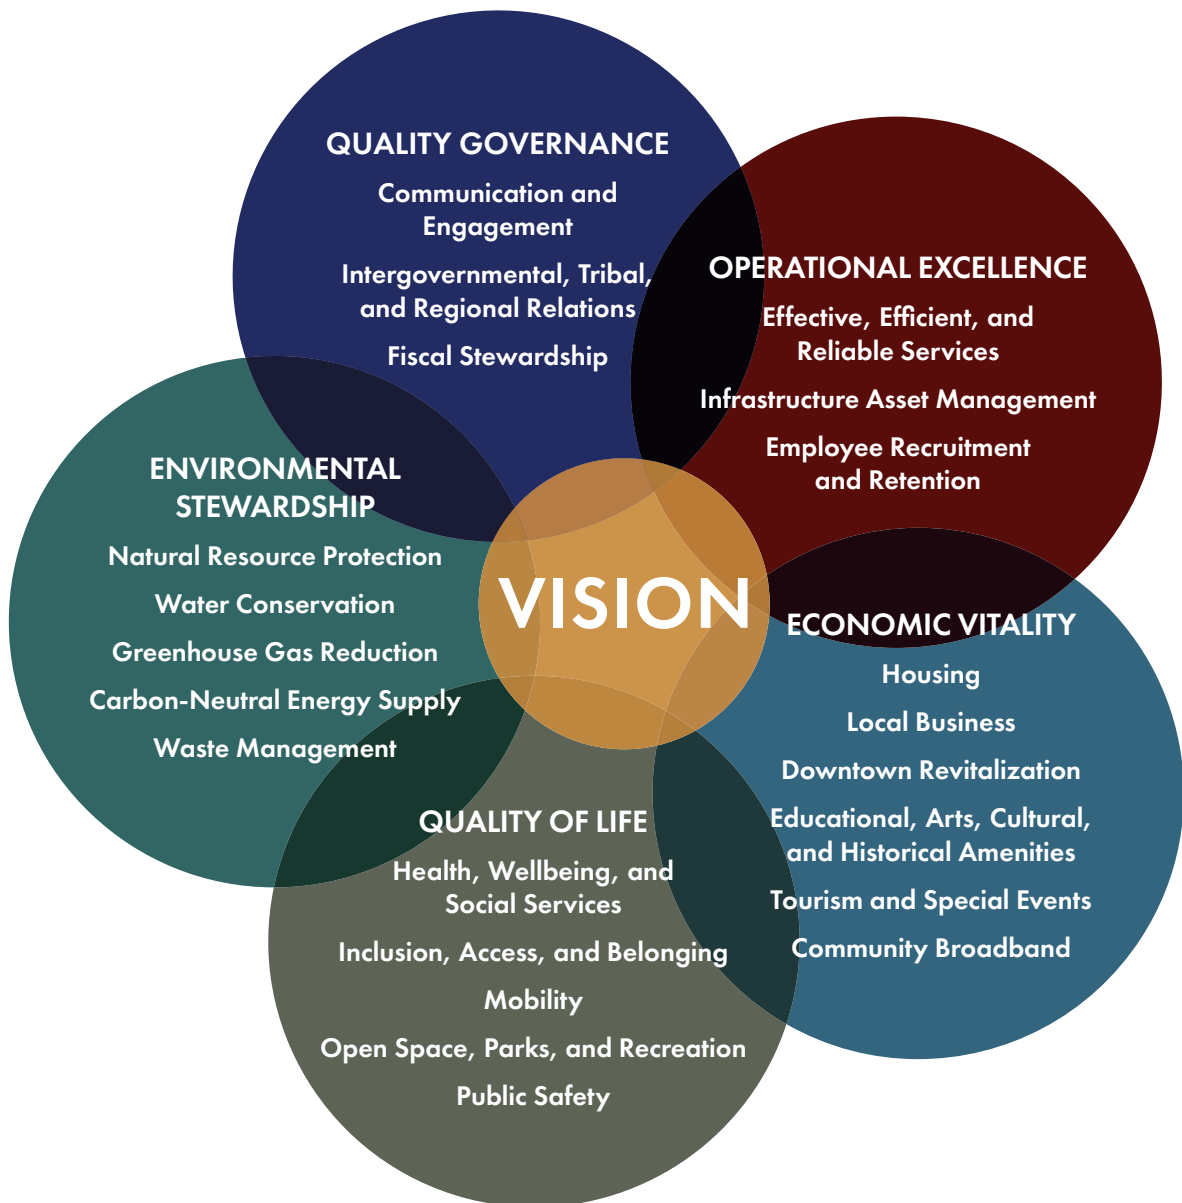 QUALITY GOVERNANCE
Communication and
Engagement
Intergovernmental, Tribal,
and Regional Relations
Fiscal Stewardship
OPERATIONAL EXCELLENCE
Effective, Efficient, and
Reliable Services
Infrastructure Asset Management
Employee Recruitment
and Retention
ENVIRONMENTAL
STEWARDSHIP
Natural Resource Protection
Water Conservation
Greenhouse Gas Reduction
Carbon-Neutral Energy Supply
Waste Management
VISION
ECONOMIC VITALITY
Housing
Local Business
Downtown Revitalization
Educational, Arts, Cultural,
and Historical Amenities
Tourism and Special Events
Community Broadband
QUALITY OF LIFE
Health, Wellbeing, and
Social Services
Inclusion, Access, and Belonging
Mobility
Open Space, Parks, and Recreation
Public Safety